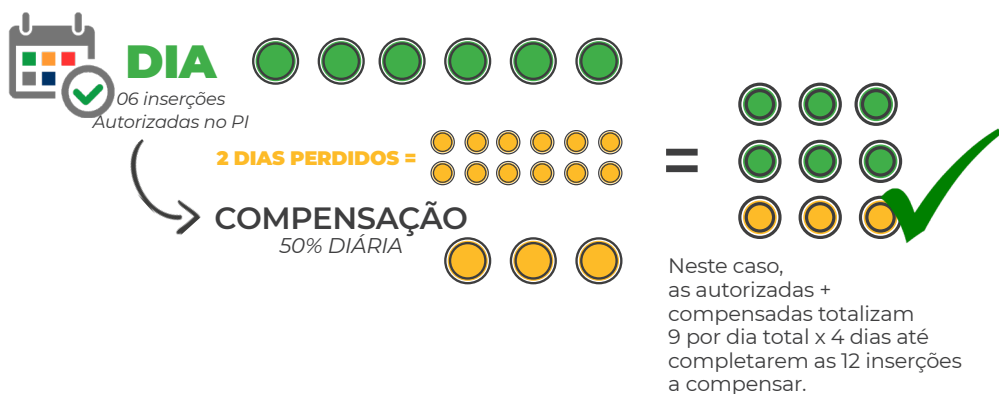 DIA
06 inserções
Autorizadas no PI
2 DIAS PERDIDOS =
=
COMPENSAÇÃO
50% DIÁRIA
Neste caso,
as autorizadas +
compensadas totalizam
9 por dia total x 4 dias até
completarem as 12 inserções
a compensar.